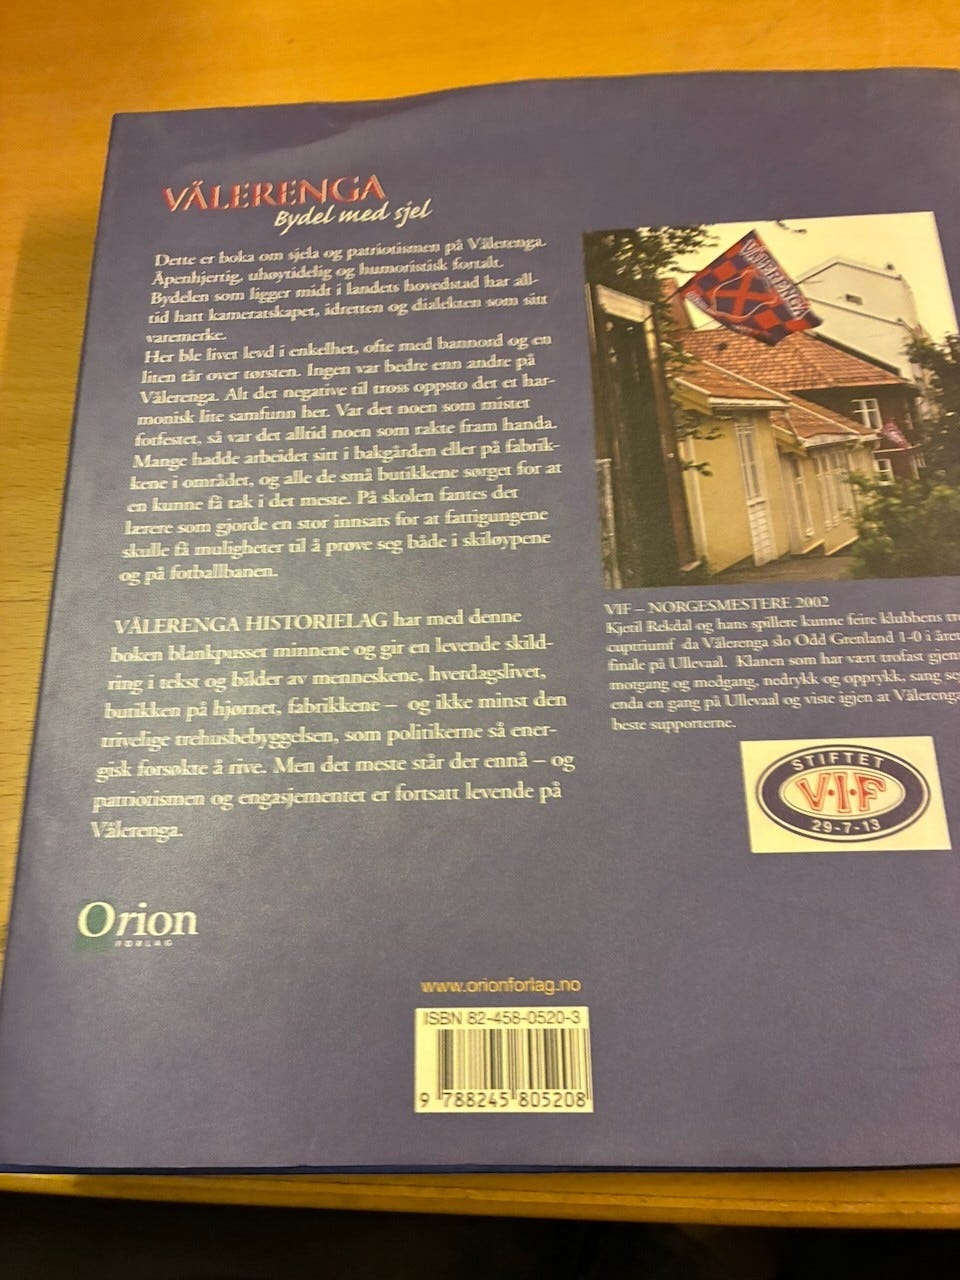 VÅLERENGA
Bydel med sjel
Dette er boka om sjela og patriotismen på Vålerenga.
Åpenhjertig, uhøytidelig og humoristisk fortalt.
Bydelen som ligger midt i landets hovedstad har all-
tid hatt kameratskapet, idretten og dialekten som sitt
varemerke.
Her ble livet levd i enkelhet, ofte med bannord og en
liten tår over tørsten. Ingen var bedre enn andre på
Vålerenga. Alt det negative til tross oppsto det et har-
monisk lite samfunn her. Var det noen som mistet
fotfestet, så var det alltid noen som rakte fram handa.
Mange hadde arbeidet sitt i bakgården eller på fabrik-
kene i området, og alle de små butikkene sørget for at
en kunne få tak i det meste. På skolen fantes det
lærere som gjorde en stor innsats for at fattigungene
skulle få muligheter til å prøve seg både i skiløypene
og på fotballbanen.
VÅLERENGA HISTORIELAG har med denne
boken blankpusset minnene og gir en levende skild-
ring i tekst og bilder av menneskene, hverdagslivet,
butikken på hjørnet, fabrikkene – og ikke minst den
trivelige trehusbebyggelsen, som politikerne så ener-
gisk forsøkte å rive. Men det meste står der ennå – og
patriotismen og engasjementet er fortsatt levende på
Vålerenga.
Orion
FORLAG
VÅLERENGA
VIF – NORGESMESTERE 2002
Kjetil Rekdal og hans spillere kunne feire klubbens
cuptriumf da Vålerenga slo Odd Grenland 1-0 i
finale på Ullevaal. Klanen som har vært trofast
motgang og medgang, nedrykk og opprykk, sang
enda en gang på Ullevaal og viste igjen at Vålerenga
beste supporterne.
STIFTET
V·I·F
29-7-13
www.orionforlag.no
ISBN 82-458-0520-3
9 788245 805208